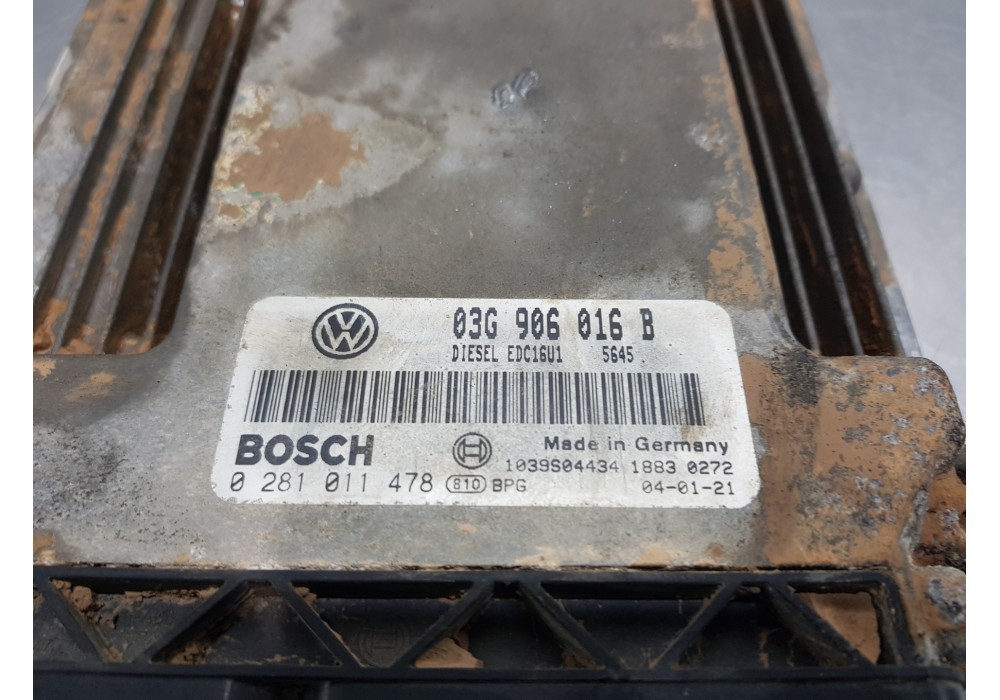 VW
03G 906 016 B
DIESEL EDC16U1 5645
BOSCH
Made in Germany
1039S04434 1883 0272
0 281 011 478 810 BPG
04-01-21